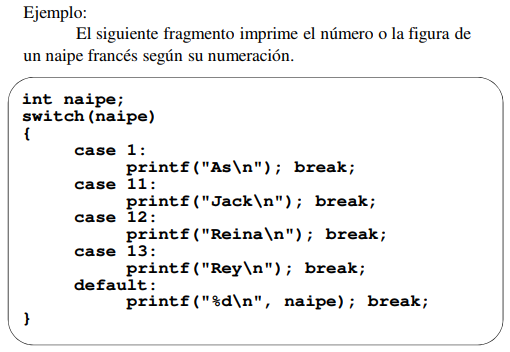 Ejemplo:
El siguiente fragmento imprime el número o la figura de
un naipe francés según su numeración.
int naipe;
switch(naipe)
{
case 1:
printf("As\n"); break;
case 11:
printf("Jack\n"); break;
case 12:
printf("Reina\n"); break;
case 13:
printf("Rey\n"); break;
default:
printf("%d\n", naipe); break;
}